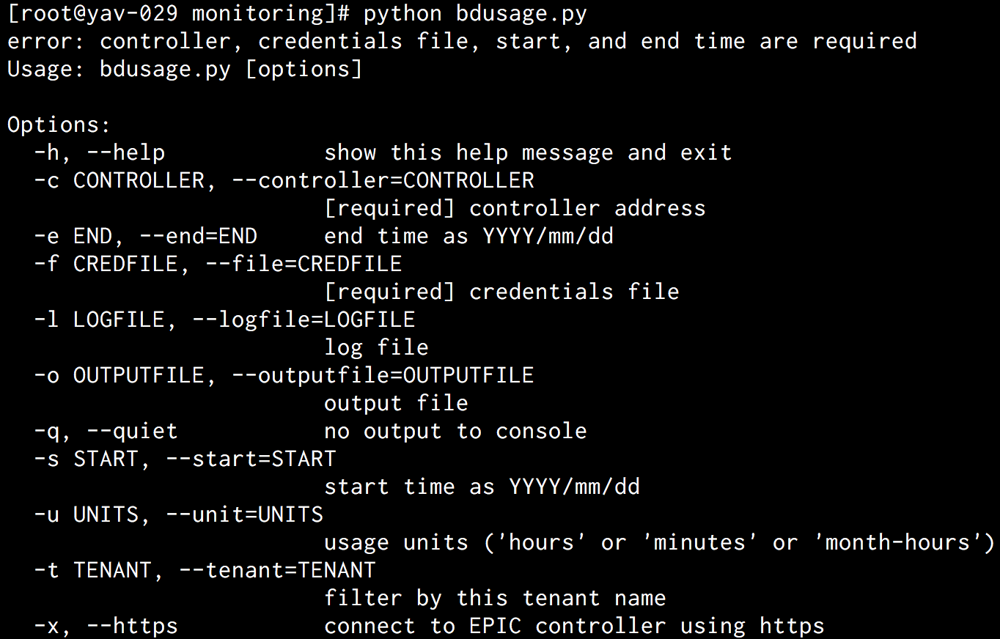 [root@yav-029 monitoring]# python bdusage.py
error: controller, credentials file, start, and end time are required
Usage: bdusage.py [options]

Options:
  -h, --help            show this help message and exit
  -c CONTROLLER, --controller=CONTROLLER
                        [required] controller address
  -e END, --end=END     end time as YYYY/mm/dd
  -f CREDFILE, --file=CREDFILE
                        [required] credentials file
  -l LOGFILE, --logfile=LOGFILE
                        log file
  -o OUTPUTFILE, --outputfile=OUTPUTFILE
                        output file
  -q, --quiet           no output to console
  -s START, --start=START
                        start time as YYYY/mm/dd
  -u UNITS, --unit=UNITS
                        usage units ('hours' or 'minutes' or 'month-hours')
  -t TENANT, --tenant=TENANT
                        filter by this tenant name
  -x, --https           connect to EPIC controller using https